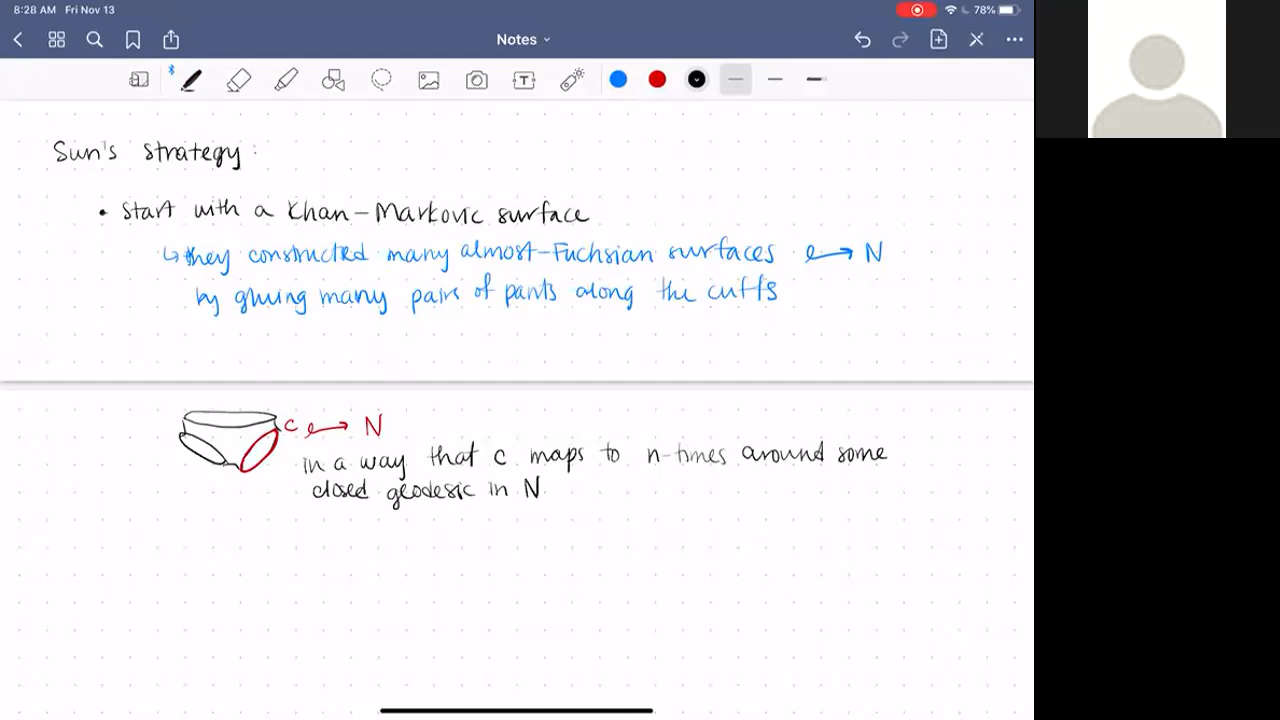 8:28 AM Fri Nov 13
78%
Notes
T
Sun's strategy:
• Start with a Khan-Markovic surface
↳ they constructed many almost-Fuchsian surfaces ↪ N
by gluing many pairs of pants along the cuffs
c ↪ N
in a way that c maps to n-times around some
closed geodesic in N